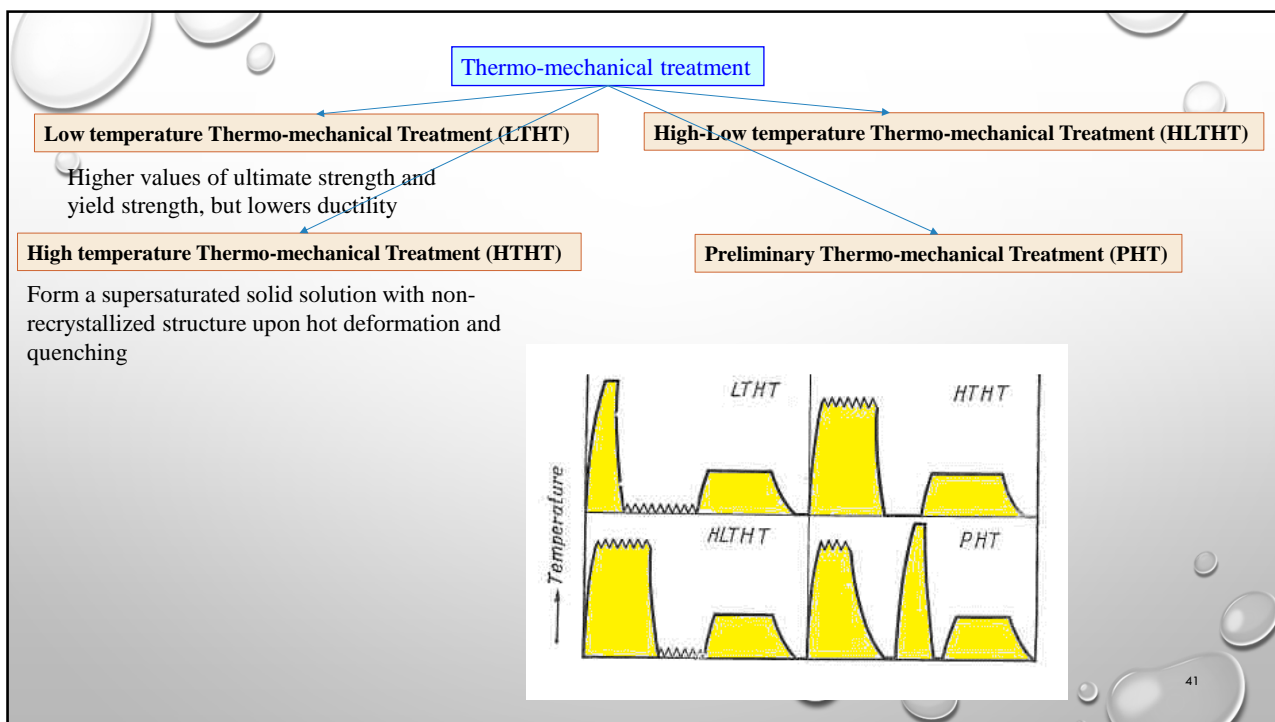 Thermo-mechanical treatment
Low temperature Thermo-mechanical Treatment (LTHT)
High-Low temperature Thermo-mechanical Treatment (HLTHT)
Higher values of ultimate strength and
yield strength, but lowers ductility
High temperature Thermo-mechanical Treatment (HTHT)
Preliminary Thermo-mechanical Treatment (PHT)
Form a supersaturated solid solution with non-
recrystallized structure upon hot deformation and
quenching
LTHT
HTHT
Temperature
HLTHT
PHT
41